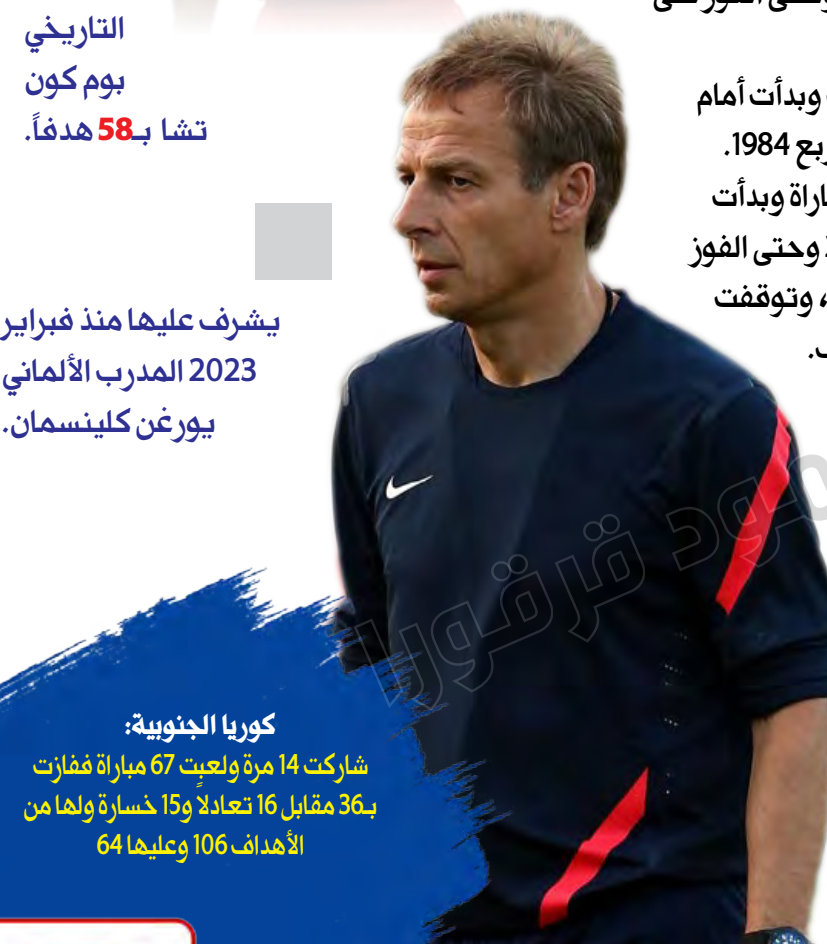 التاريخي
بوم كون
تشا بـ58 هدفاً.
وبدأت أمام
1984.
وبدأت
وحتى الفوز
وتوقفت
يشرف عليها منذ فبراير
2023 المدرب الألماني
يورغن كلينسمان.
كوريا الجنوبية:
شاركت 14 مرة ولعبت 67 مباراة ففازت
بـ36 مقابل 16 تعادلاً و15 خسارة ولها من
الأهداف 106 وعليها 64
قرقورا